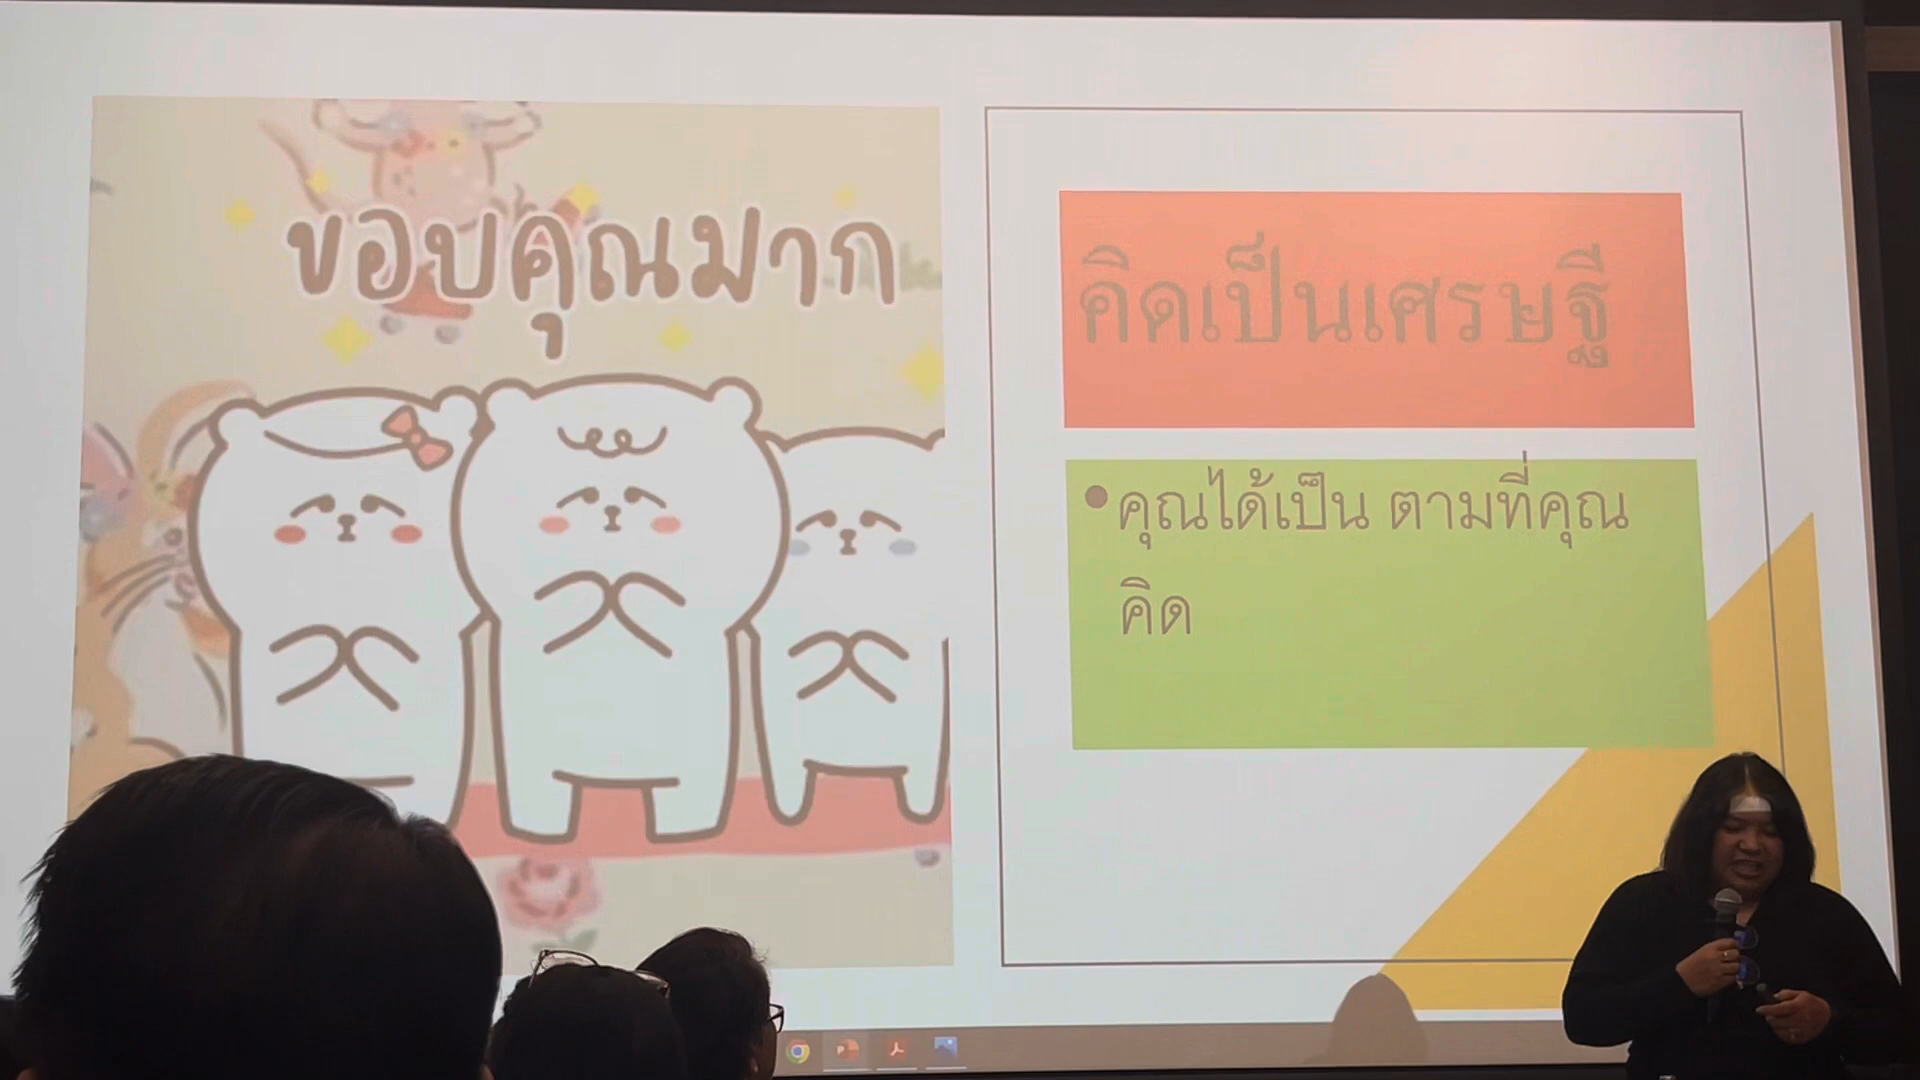 ขอบคุณมาก
คิดเป็นเศรษฐี
• คุณได้เป็น ตามที่คุณ
คิด